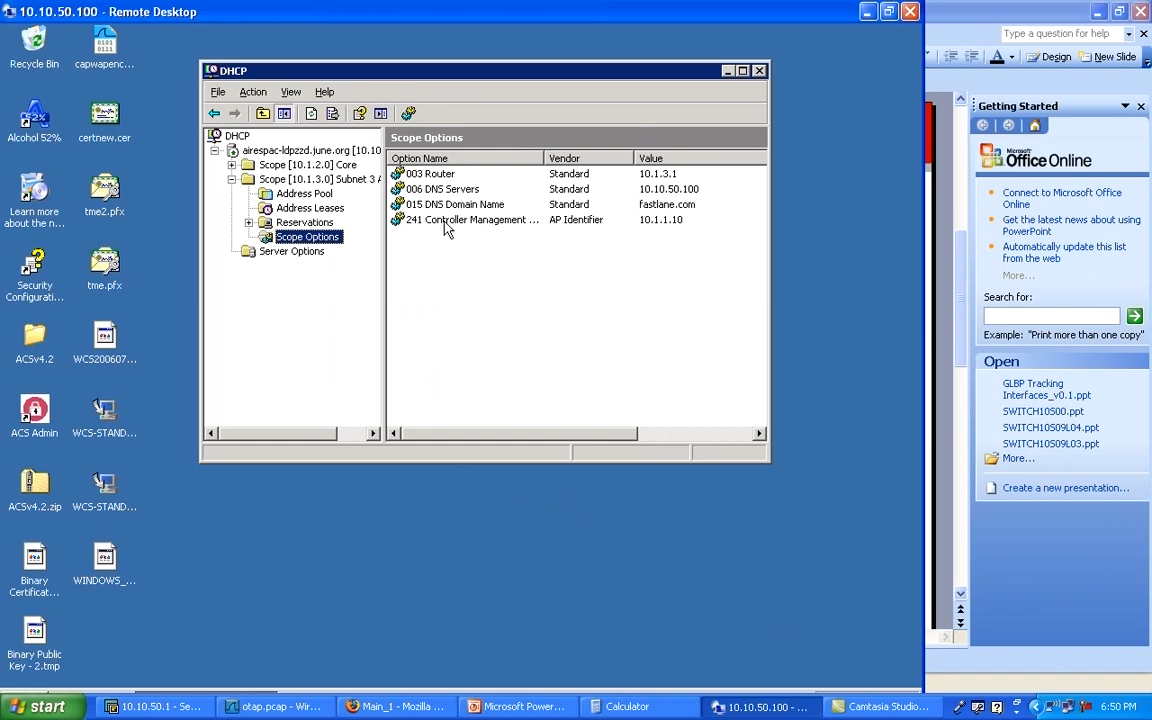 10.10.50.100 - Remote Desktop
Recycle Bin
capwapenc...
Alcohol 52%
certnew.cer
Learn more
about the n...
tme2.pfx
Security
Configurati...
tme.pfx
ACSv4.2
WCS200607...
ACS Admin
WCS-STAND...
ACSv4.2.zip
WCS-STAND...
Binary
Certificat...
WINDOWS_...
Binary Public
Key - 2.tmp
DHCP
File Action View Help
DHCP
airespac-ldpzzd.june.org [10.10
Scope [10.1.2.0] Core
Scope [10.1.3.0] Subnet 3 A
Address Pool
Address Leases
Reservations
Scope Options
Server Options
Scope Options
Option Name Vendor Value
003 Router Standard 10.1.3.1
006 DNS Servers Standard 10.10.50.100
015 DNS Domain Name Standard fastlane.com
241 Controller Management ... AP Identifier 10.1.1.10
Type a question for help
Design New Slide
Getting Started
Microsoft
Office Online
Connect to Microsoft Office
Online
Get the latest news about using
PowerPoint
Automatically update this list
from the web
More...
Search for:
Example: "Print more than one copy"
Open
GLBP Tracking
Interfaces_v0.1.ppt
SWITCH10S00.ppt
SWITCH10S09L04.ppt
SWITCH10S09L03.ppt
More...
Create a new presentation...
start
10.10.50.1 - Se...
otap.pcap - Wir...
Main_1 - Mozilla ...
Microsoft Power...
Calculator
10.10.50.100 - ...
Camtasia Studio...
6:50 PM